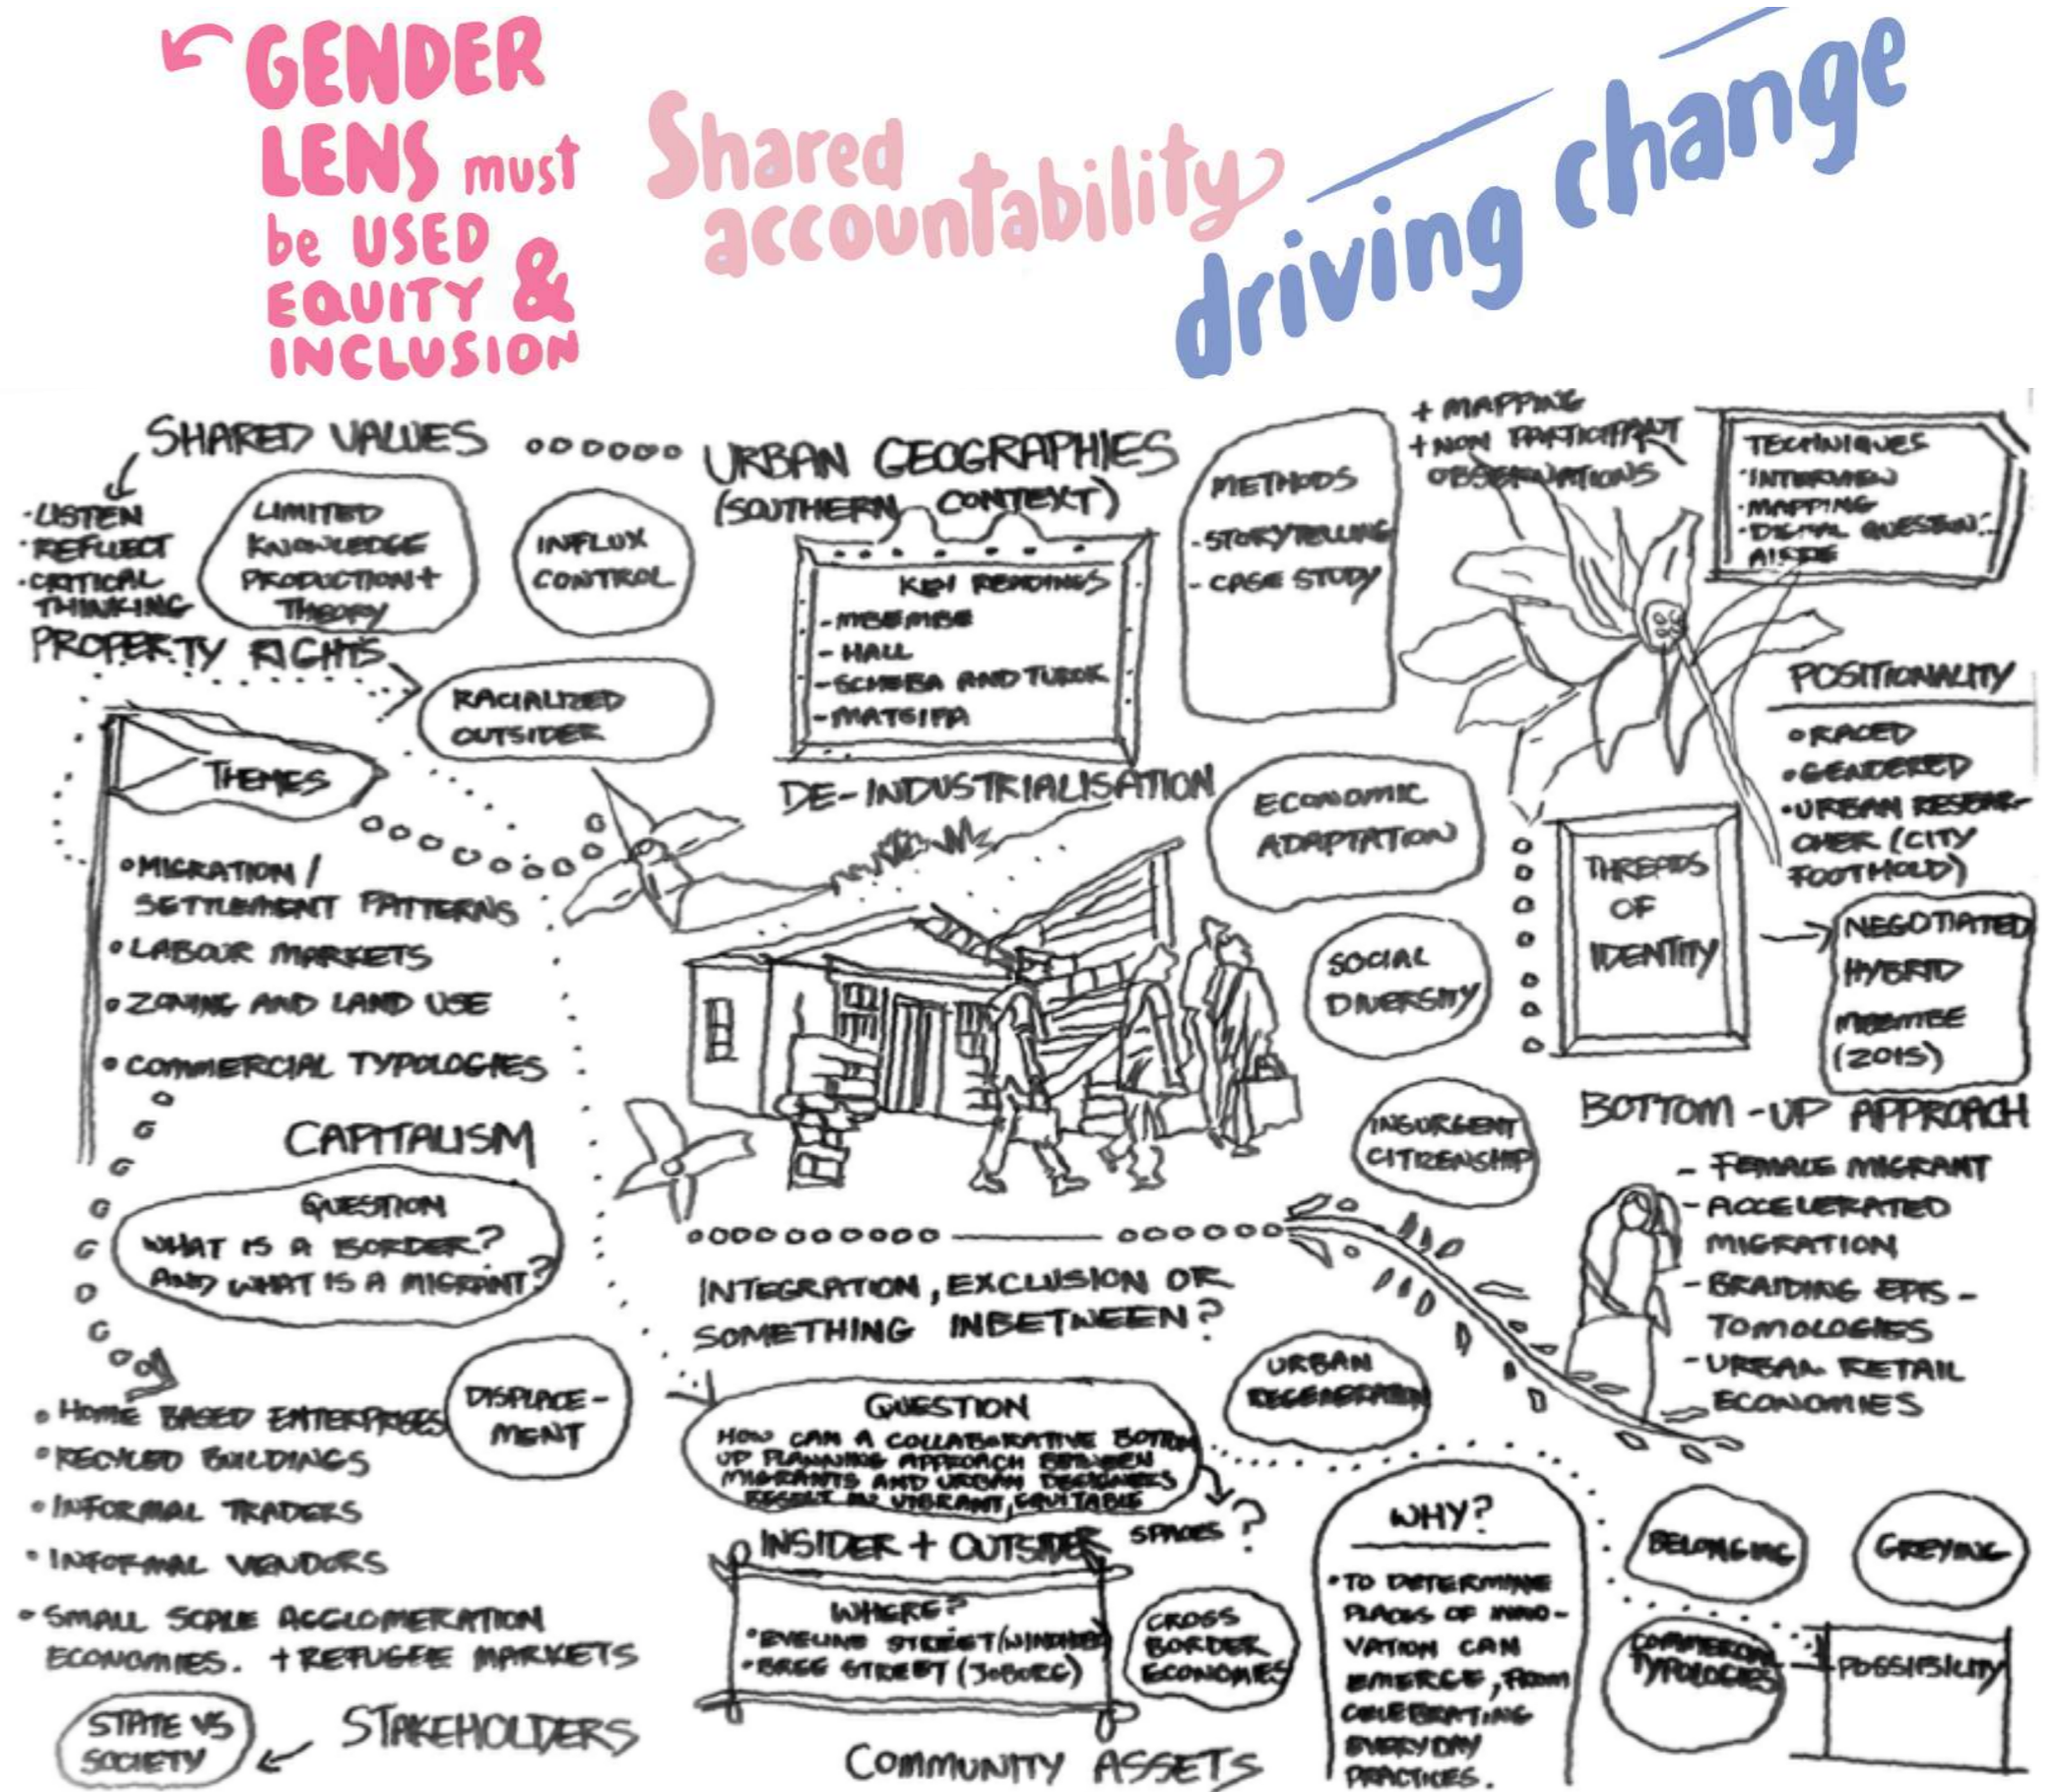 GENDER
LENS must
be USED
EQUITY &
INCLUSION
Shared
accountability
driving change
SHARED VALUES
- LISTEN
• REFLECT
• CRITICAL
THINKING
LIMITED
KNOWLEDGE
PRODUCTION +
THEORY
INFLUX
CONTROL
URBAN GEOGRAPHIES
(SOUTHERN CONTEXT)
KEY READINGS
- MBEMBE
- HALL
- SCHEBA AND TUROK
- MATSIPA
METHODS
- STORYTELLING
- CASE STUDY
+ MAPPING
+ NON PARTICIPANT
OBSERVATIONS
TECHNIQUES
• INTERVIEW
• MAPPING
• DIGITAL QUESTION..
AIRRE
PROPERTY RIGHTS
RACIALIZED
OUTSIDER
THEMES
• MIGRATION /
SETTLEMENT PATTERNS
• LABOUR MARKETS
• ZONING AND LAND USE
• COMMERCIAL TYPOLOGIES
DE-INDUSTRIALISATION
ECONOMIC
ADAPTATION
SOCIAL
DIVERSITY
POSITIONALITY
• RACED
• GENDERED
• URBAN RESEAR-
CHER (CITY
FOOTHOLD)
THREADS
OF
IDENTITY
NEGOTIATED
HYBRID
MBEMBE
(2015)
CAPITALISM
QUESTION
WHAT IS A BORDER?
AND WHAT IS A MIGRANT?
INSURGENT
CITIZENSHIP
BOTTOM-UP APPROACH
- FEMALE MIGRANT
- ACCELERATED
MIGRATION
- BRAIDING EPIS-
TOMOLOGIES
- URBAN RETAIL
ECONOMIES
INTEGRATION, EXCLUSION OR
SOMETHING INBETWEEN?
DISPLACE-
MENT
• HOME BASED ENTERPRISES
• RECYCLED BUILDINGS
• INFORMAL TRADERS
• INFORMAL VENDORS
• SMALL SCALE AGGLOMERATION
ECONOMIES. + REFUGEE MARKETS
STATE VS
SOCIETY
STAKEHOLDERS
QUESTION
HOW CAN A COLLABORATIVE BOTTOM
UP PLANNING APPROACH BETWEEN
MIGRANTS AND URBAN DESIGNERS
RESULT IN VIBRANT, EQUITABLE
SPACES?
URBAN
REGENERATION
INSIDER + OUTSIDER
WHERE?
• EVELINE STREET (WINDHOEK)
• BREE STREET (JOBURG)
CROSS
BORDER
ECONOMIES
COMMUNITY ASSETS
WHY?
• TO DETERMINE
PLACES OF INNO-
VATION CAN
EMERGE, FROM
CELEBRATING
EVERYDAY
PRACTICES.
BELONGING
GREYING
COMMERCIAL
TYPOLOGIES
POSSIBILITY